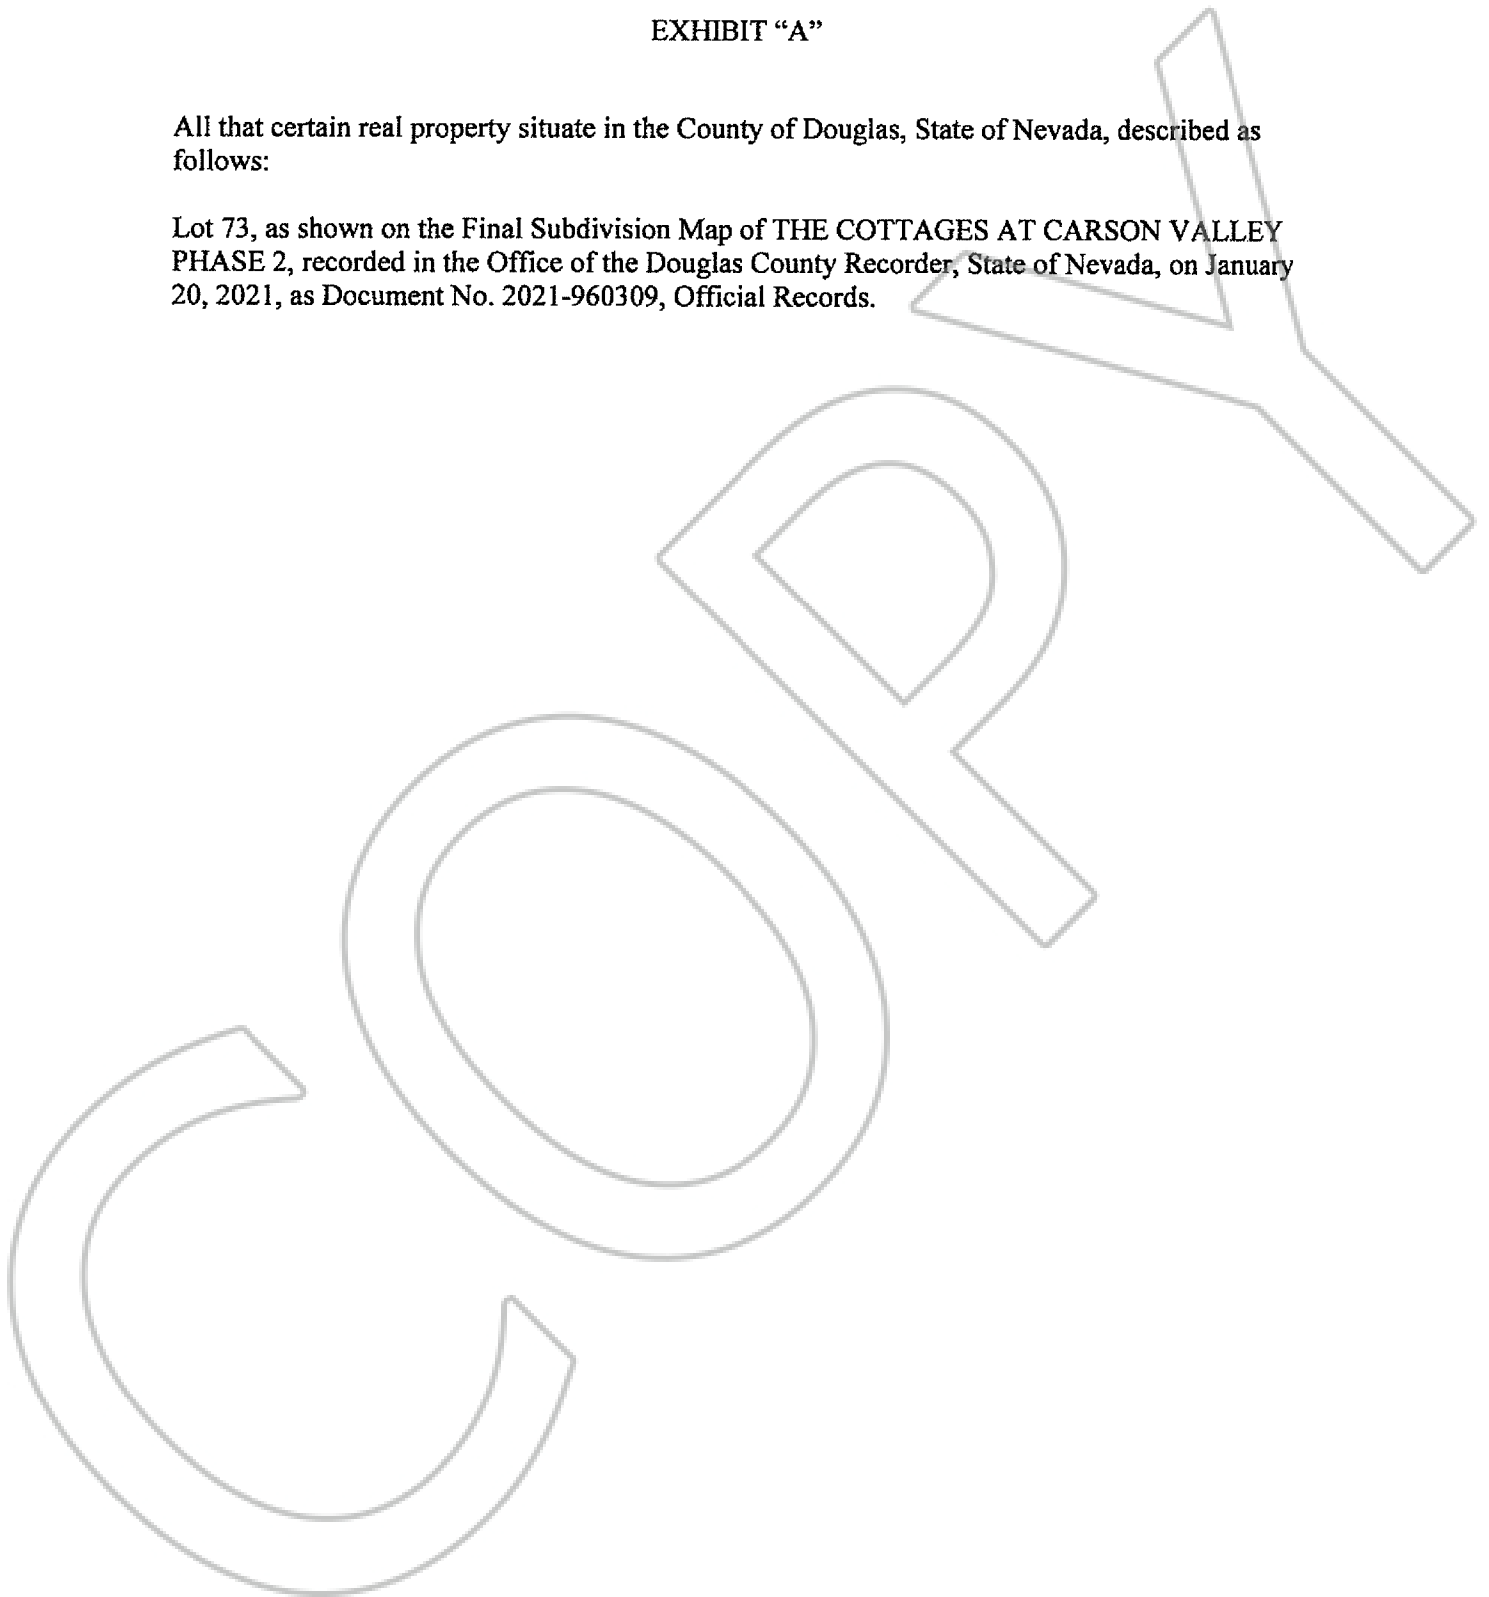 EXHIBIT “A”
All that certain real property situate in the County of Douglas, State of Nevada, described as
follows:
Lot 73, as shown on the Final Subdivision Map of THE COTTAGES AT CARSON VALLEY
PHASE 2, recorded in the Office of the Douglas County Recorder, State of Nevada, on January
20, 2021, as Document No. 2021-960309, Official Records.
COPY